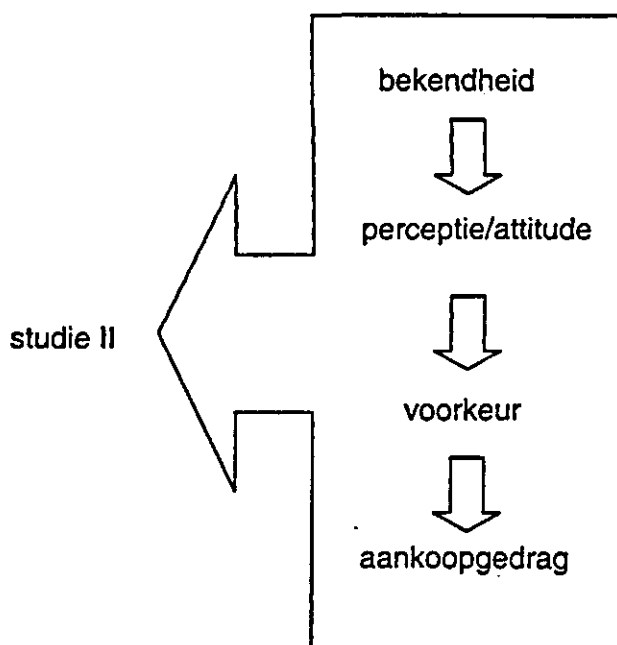 bekendheid
perceptie/attitude
studie II
voorkeur
aankoopgedrag